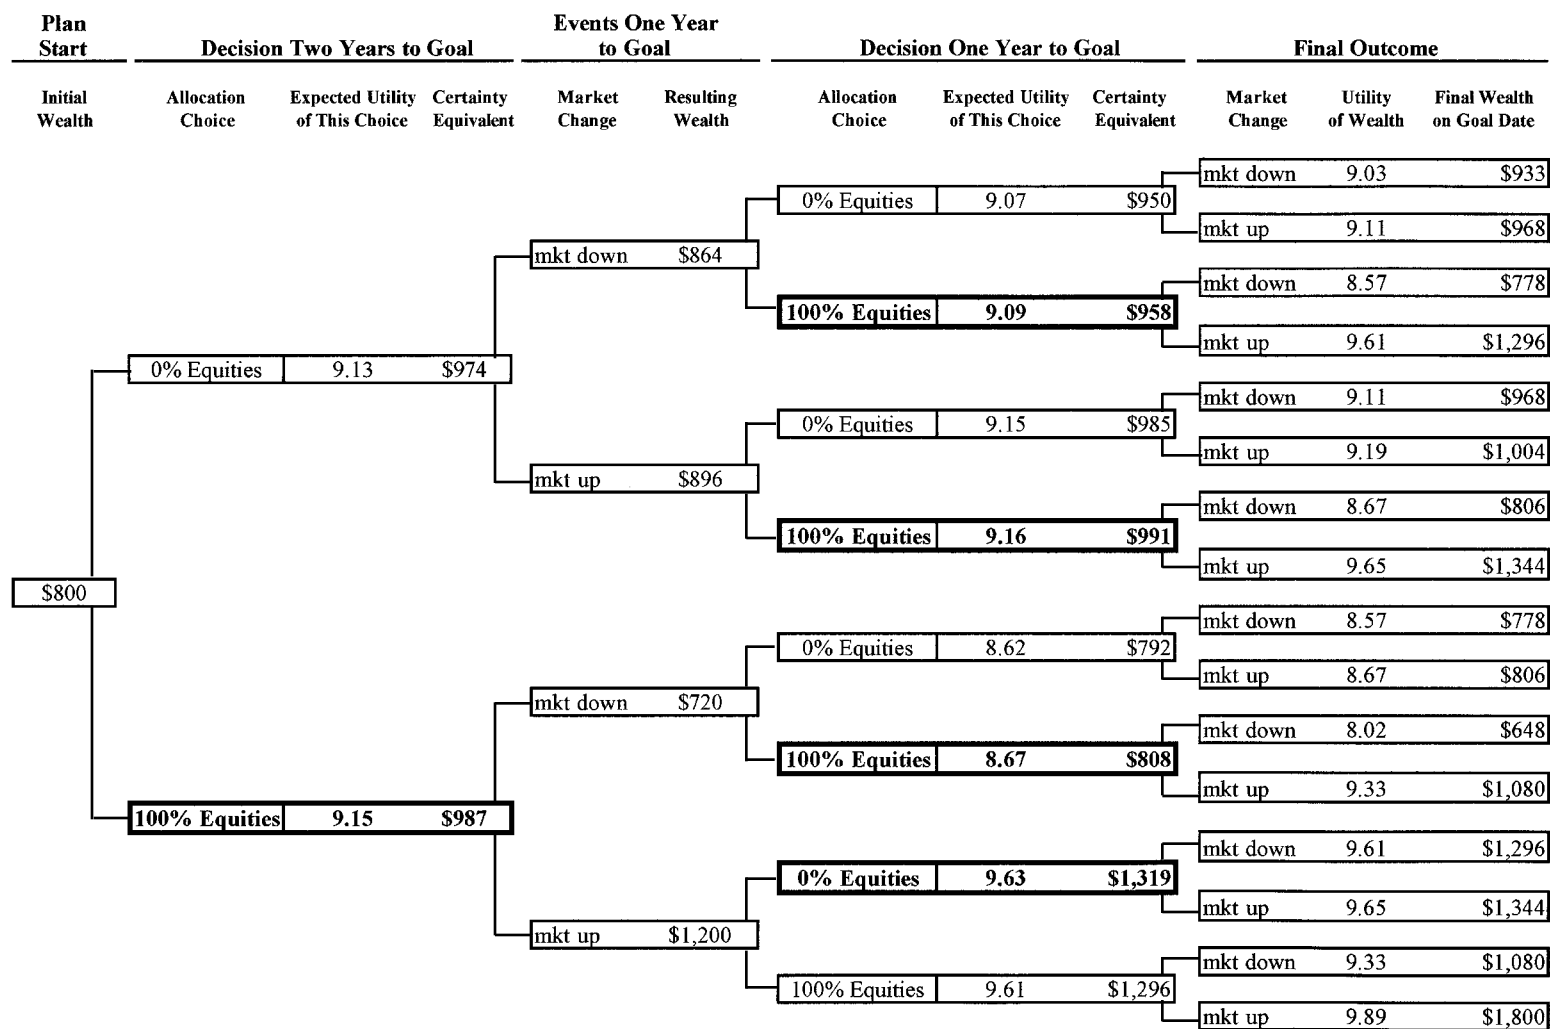 Plan Events One Year
Start Decision Two Years to Goal to Goal Decision One Year to Goal Final Outcome
Initial Allocation Expected Utility Certainty Market Resulting Allocation Expected Utility Certainty Market Utility Final Wealth
Wealth Choice of This Choice Equivalent Change Wealth Choice of This Choice Equivalent Change of Wealth on Goal Date
mkt down 9.03 $933
0% Equities 9.07 $950
mkt up 9.11 $968
mkt down $864
mkt down 8.57 $778
100% Equities 9.09 $958
mkt up 9.61 $1,296
0% Equities 9.13 $974
mkt down 9.11 $968
0% Equities 9.15 $985
mkt up 9.19 $1,004
mkt up $896
mkt down 8.67 $806
100% Equities 9.16 $991
mkt up 9.65 $1,344
$800
mkt down 8.57 $778
0% Equities 8.62 $792
mkt up 8.67 $806
mkt down $720
mkt down 8.02 $648
100% Equities 8.67 $808
mkt up 9.33 $1,080
100% Equities 9.15 $987
mkt down 9.61 $1,296
0% Equities 9.63 $1,319
mkt up 9.65 $1,344
mkt up $1,200
mkt down 9.33 $1,080
100% Equities 9.61 $1,296
mkt up 9.89 $1,800